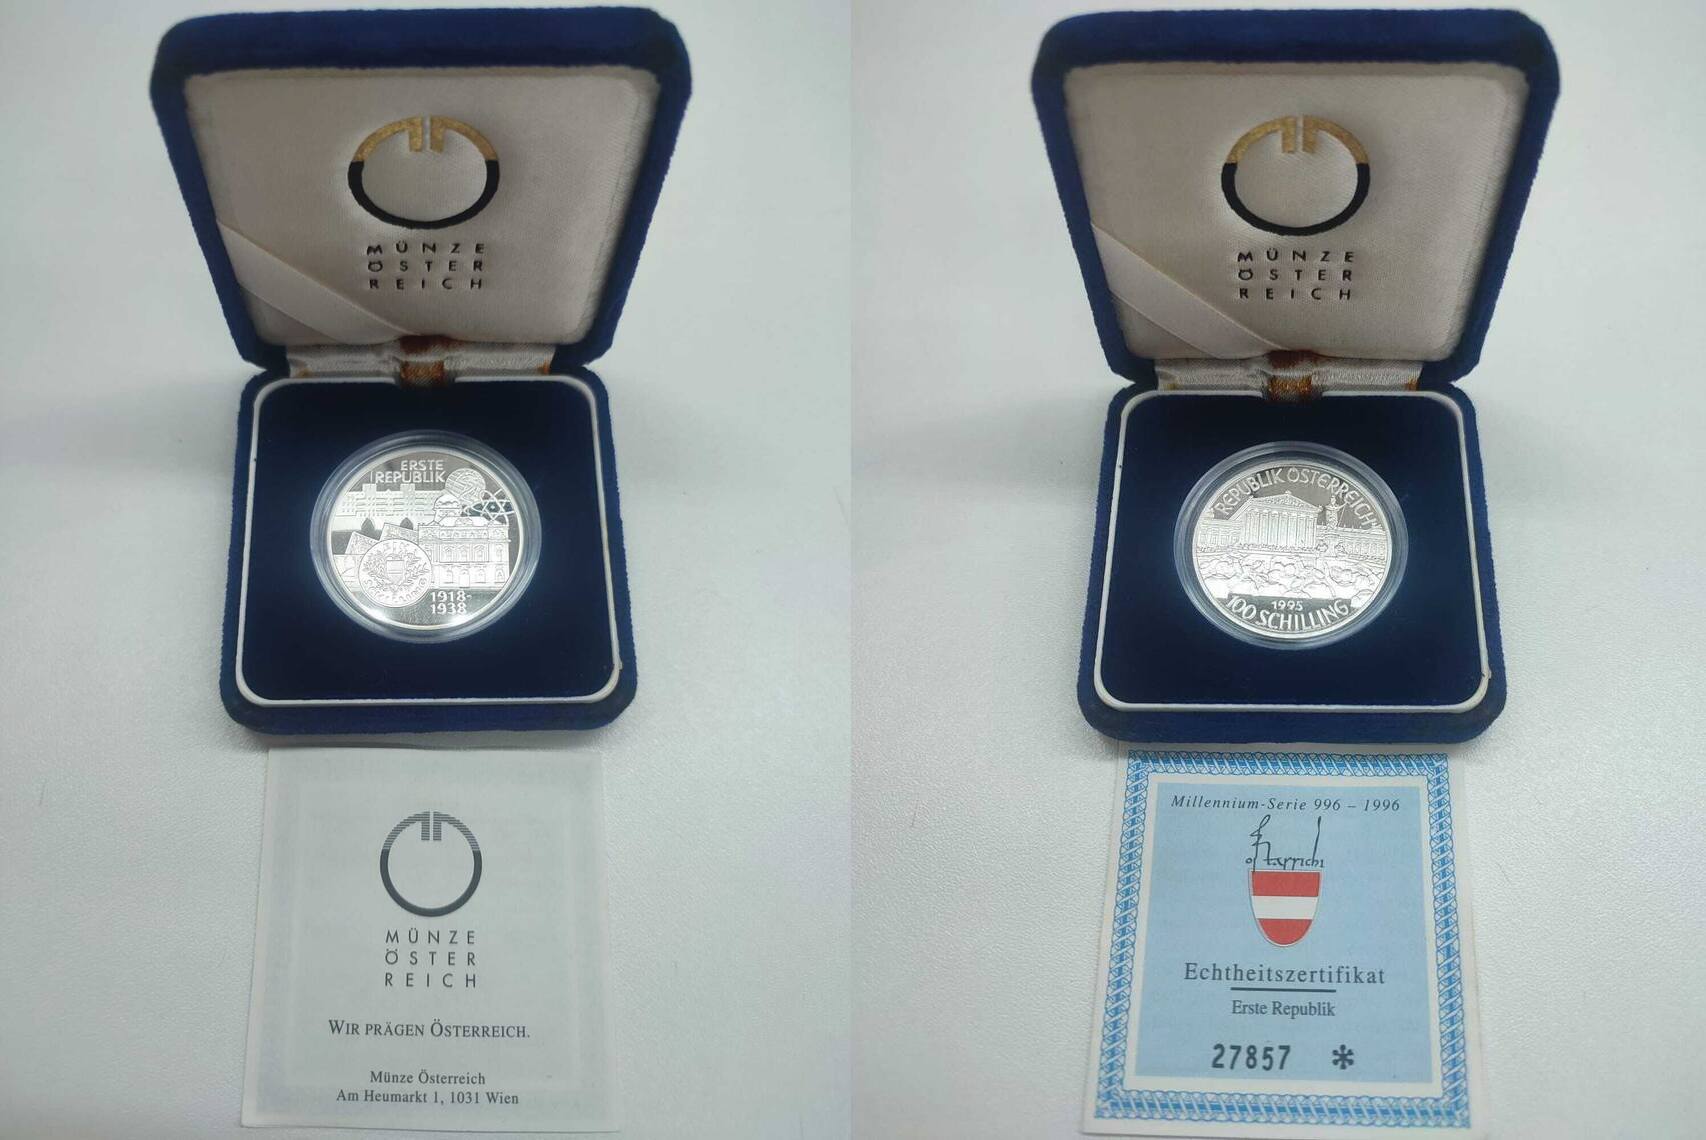 MÜNZE
ÖSTER
REICH
ERSTE
REPUBLIK
1918-
1938
MÜNZE
ÖSTER
REICH
WIR PRÄGEN ÖSTERREICH.
Münze Österreich
Am Heumarkt 1, 1031 Wien
MÜNZE
ÖSTER
REICH
REPUBLIK ÖSTERREICH
1995
100 SCHILLING
Millennium-Serie 996 – 1996
ostarrichi
Echtheitszertifikat
Erste Republik
27857 *